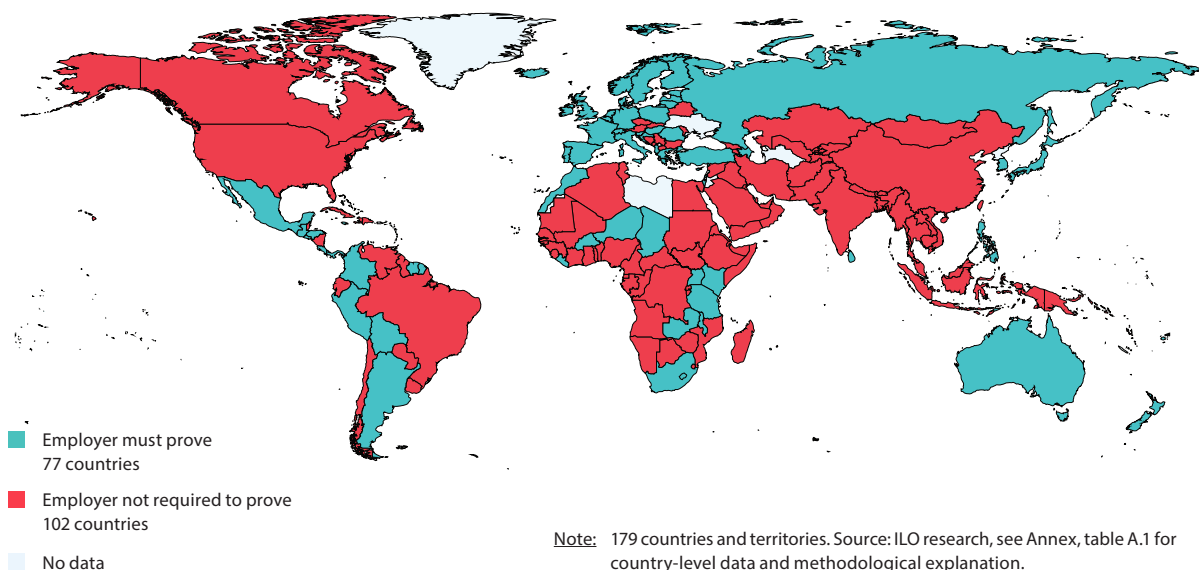 Employer must prove
77 countries
Employer not required to prove
102 countries
No data
Note: 179 countries and territories. Source: ILO research, see Annex, table A.1 for
country-level data and methodological explanation.